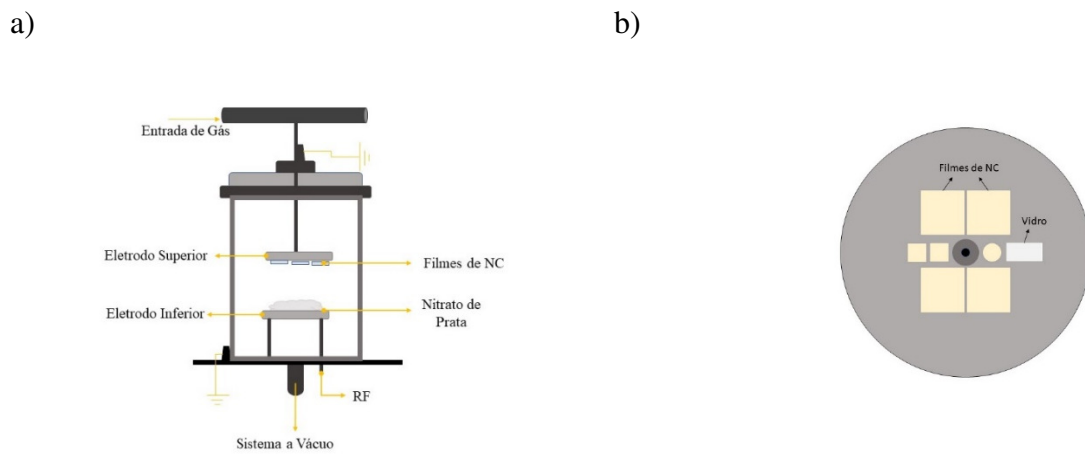 a)
b)
Entrada de Gás
Eletrodo Superior
Filmes de NC
Eletrodo Inferior
Nitrato de
Prata
RF
Sistema a Vácuo
Filmes de NC
Vidro